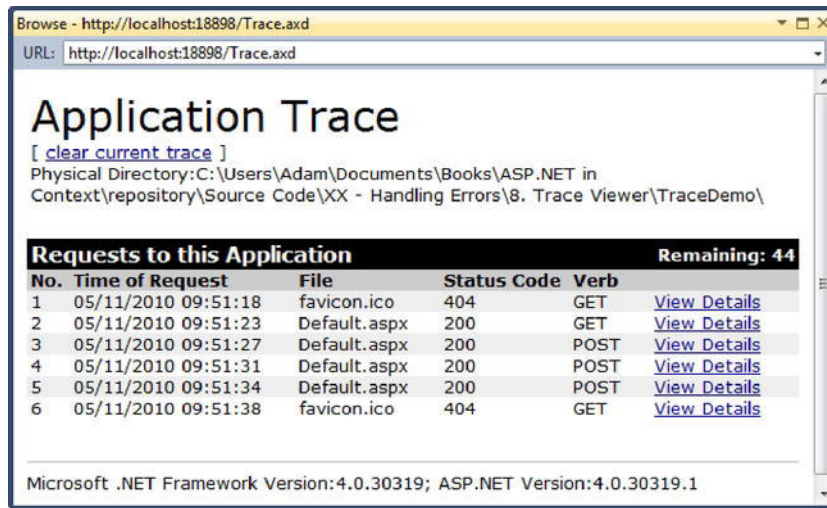 Browse - http://localhost:18898/Trace.axd
URL: http://localhost:18898/Trace.axd
Application Trace
[ clear current trace ]
Physical Directory:C:\Users\Adam\Documents\Books\ASP.NET in
Context\repository\Source Code\XX - Handling Errors\8. Trace Viewer\TraceDemo\
Requests to this Application Remaining: 44
No. Time of Request File Status Code Verb
1 05/11/2010 09:51:18 favicon.ico 404 GET View Details
2 05/11/2010 09:51:23 Default.aspx 200 GET View Details
3 05/11/2010 09:51:27 Default.aspx 200 POST View Details
4 05/11/2010 09:51:31 Default.aspx 200 POST View Details
5 05/11/2010 09:51:34 Default.aspx 200 POST View Details
6 05/11/2010 09:51:38 favicon.ico 404 GET View Details
Microsoft .NET Framework Version:4.0.30319; ASP.NET Version:4.0.30319.1